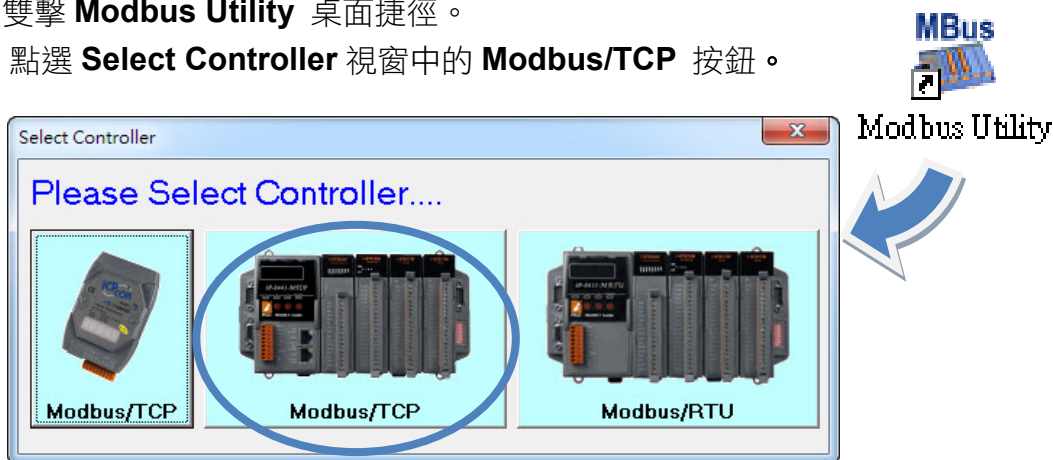 雙擊 Modbus Utility 桌面捷徑。
點選 Select Controller 視窗中的 Modbus/TCP 按鈕。
MBus
Modbus Utility
Select Controller
Please Select Controller....
Modbus/TCP
Modbus/TCP
Modbus/RTU